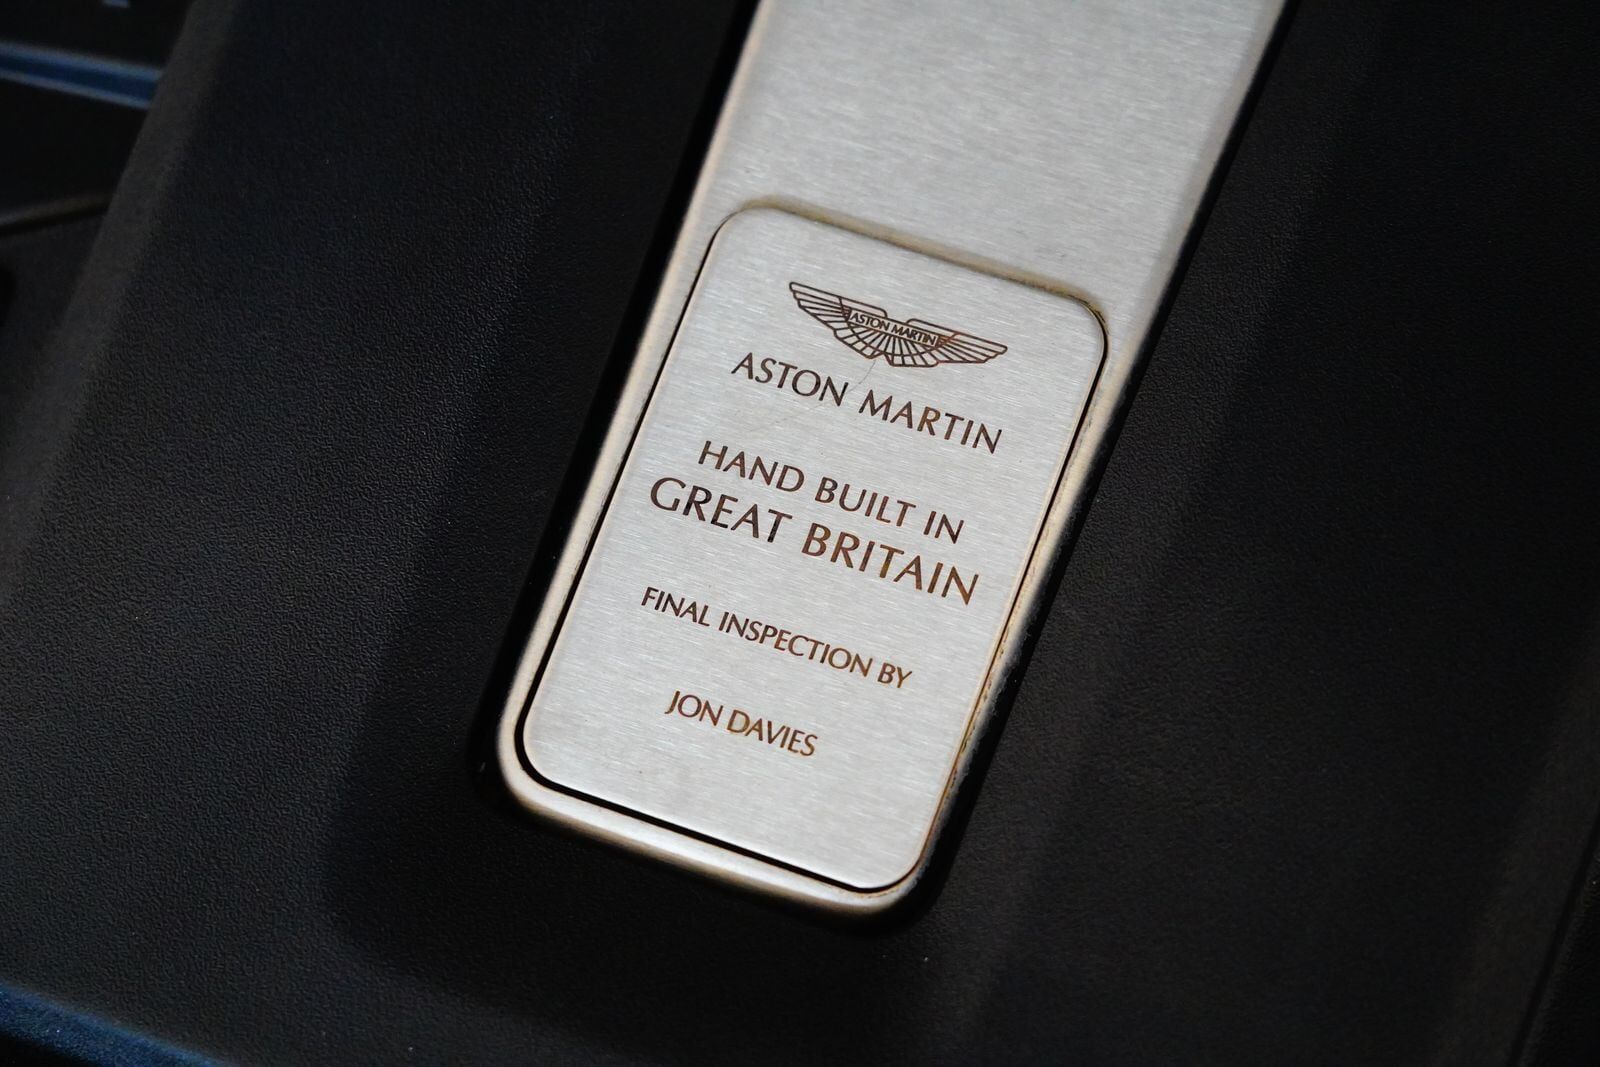 ASTON MARTIN
ASTON MARTIN
HAND BUILT IN
GREAT BRITAIN
FINAL INSPECTION BY
JON DAVIES